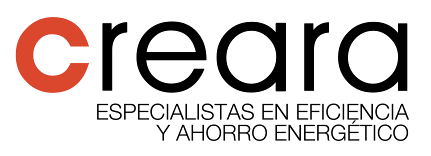 creara
ESPECIALISTAS EN EFICIENCIA
Y AHORRO ENERGÉTICO